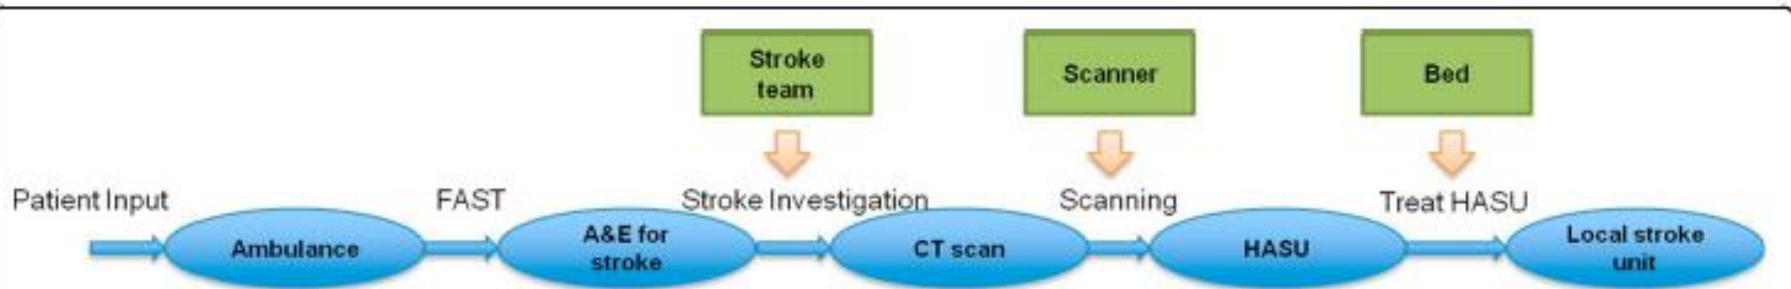 Stroke
team
Scanner
Bed
Patient Input
FAST
Stroke Investigation
Scanning
Treat HASU
Ambulance
A&E for
stroke
CT scan
HASU
Local stroke
unit